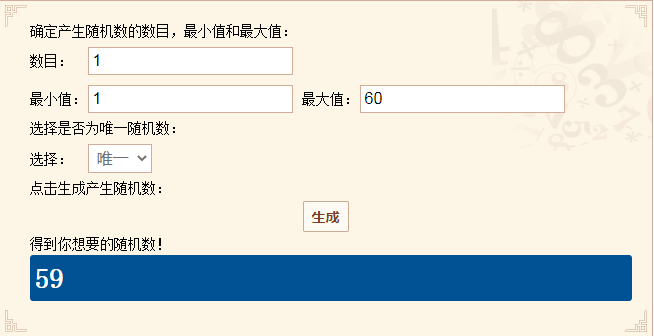 确定产生随机数的数目，最小值和最大值：
数目： 1
最小值： 1 最大值： 60
选择是否为唯一随机数：
选择： 唯一
点击生成产生随机数：
生成
得到你想要的随机数！
59